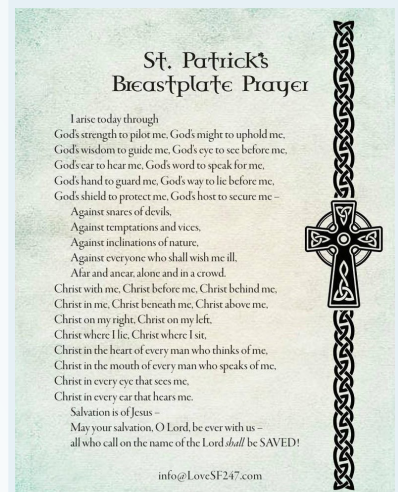 St. Patrick's
Breastplate Prayer
I arise today through
God's strength to pilot me, God's might to uphold me,
God's wisdom to guide me, God's eye to see before me,
God's ear to hear me, God's word to speak for me,
God's hand to guard me, God's way to lie before me,
God's shield to protect me, God's host to secure me –
Against snares of devils,
Against temptations and vices,
Against inclinations of nature,
Against everyone who shall wish me ill,
Afar and anear, alone and in a crowd.
Christ with me, Christ before me, Christ behind me,
Christ in me, Christ beneath me, Christ above me,
Christ on my right, Christ on my left,
Christ where I lie, Christ where I sit,
Christ in the heart of every man who thinks of me,
Christ in the mouth of every man who speaks of me,
Christ in every eye that sees me,
Christ in every ear that hears me.
Salvation is of Jesus –
May your salvation, O Lord, be ever with us –
all who call on the name of the Lord shall be SAVED!
info@LoveSF247.com